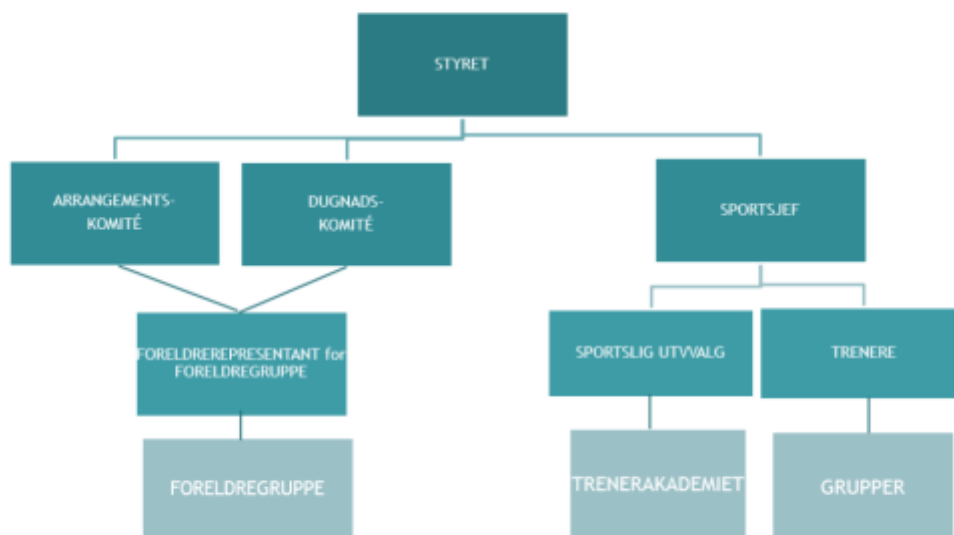 STYRET
ARRANGEMENTS-
KOMITÉ
DUGNADS-
KOMITÉ
SPORTSJEF
FORELDREREPRESENTANT for
FORELDREGRUPPE
SPORTSLIG UTVVALG
TRENERE
FORELDREGRUPPE
TRENERAKADEMIET
GRUPPER